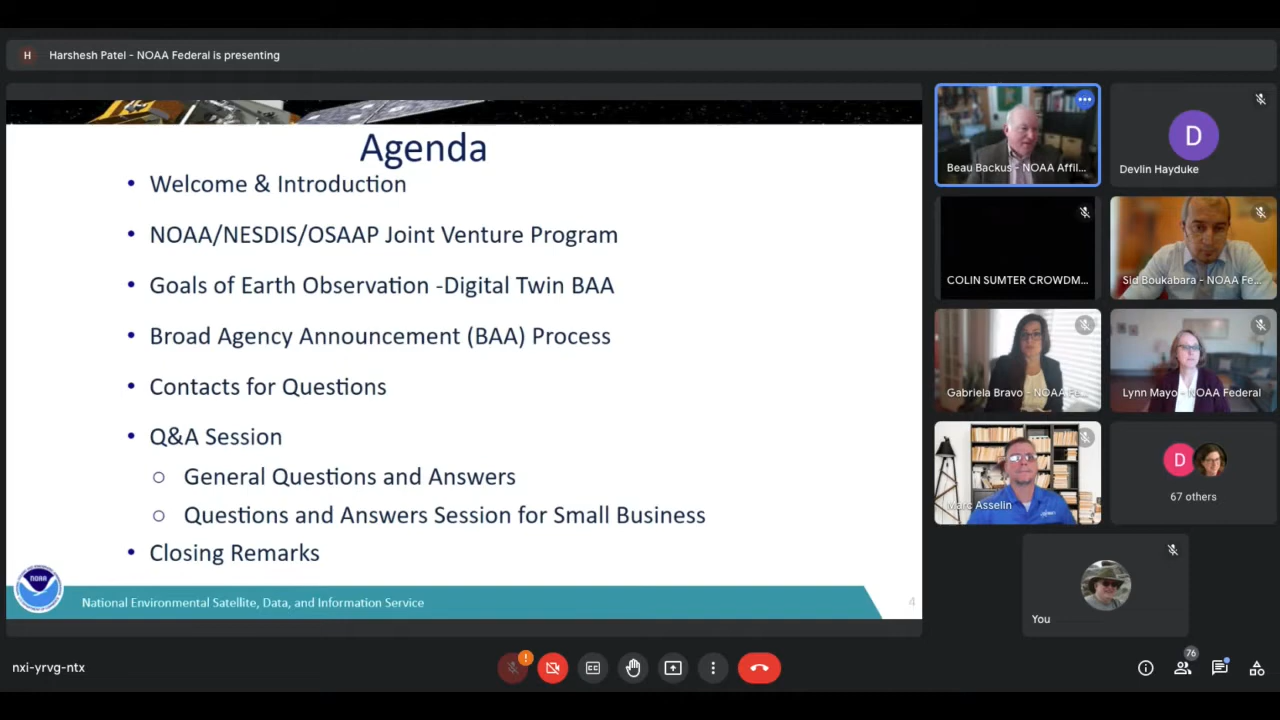 H
Harshesh Patel - NOAA Federal is presenting
Agenda
• Welcome & Introduction
• NOAA/NESDIS/OSAAP Joint Venture Program
• Goals of Earth Observation -Digital Twin BAA
• Broad Agency Announcement (BAA) Process
• Contacts for Questions
• Q&A Session
○ General Questions and Answers
○ Questions and Answers Session for Small Business
• Closing Remarks
NOAA
National Environmental Satellite, Data, and Information Service
4
Beau Backus - NOAA Affil...
D
Devlin Hayduke
COLIN SUMTER CROWDM...
Sid Boukabara - NOAA Fe...
Gabriela Bravo - NOAA Fe...
Lynn Mayo - NOAA Federal
Marc Asselin
D
67 others
You
nxi-yrvg-ntx
!
CC
76